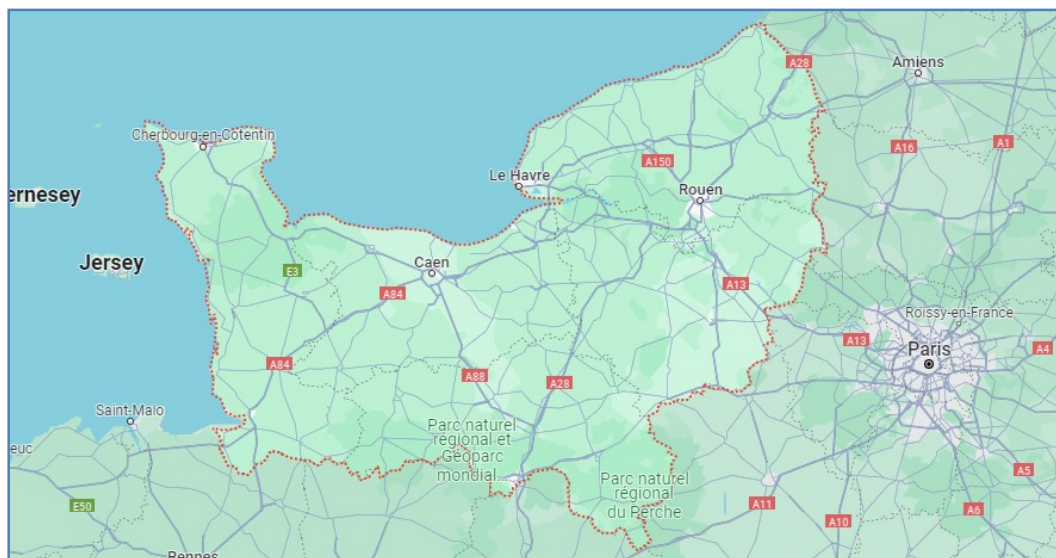 A28
Amiens
Cherbourg-en-Cotentin
A16
A1
A150
Le Havre
Rouen
ernesey
Jersey
Caen
E3
A84
A13
Roissy-en-France
A13
Paris
A4
A84
A88
A28
Saint-Malo
Parc naturel
régional et
Géoparc
mondial...
euc
Parc naturel
régional
du Perche
A5
A11
E50
A6
A10
Rennes